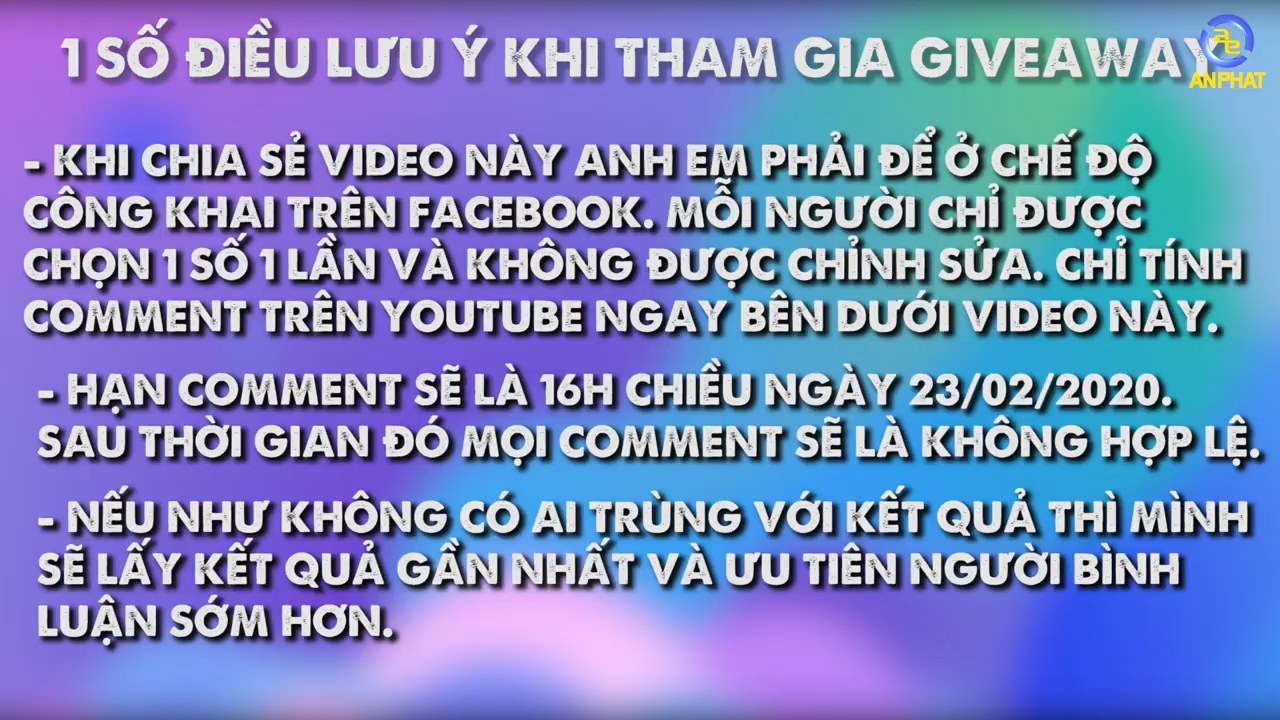 1 SỐ ĐIỀU LƯU Ý KHI THAM GIA GIVEAWAY
ae
ANPHAT
- KHI CHIA SẺ VIDEO NÀY ANH EM PHẢI ĐỂ Ở CHẾ ĐỘ
CÔNG KHAI TRÊN FACEBOOK. MỖI NGƯỜI CHỈ ĐƯỢC
CHỌN 1 SỐ 1 LẦN VÀ KHÔNG ĐƯỢC CHỈNH SỬA. CHỈ TÍNH
COMMENT TRÊN YOUTUBE NGAY BÊN DƯỚI VIDEO NÀY.
- HẠN COMMENT SẼ LÀ 16H CHIỀU NGÀY 23/02/2020.
SAU THỜI GIAN ĐÓ MỌI COMMENT SẼ LÀ KHÔNG HỢP LỆ.
- NẾU NHƯ KHÔNG CÓ AI TRÙNG VỚI KẾT QUẢ THÌ MÌNH
SẼ LẤY KẾT QUẢ GẦN NHẤT VÀ ƯU TIÊN NGƯỜI BÌNH
LUẬN SỚM HƠN.